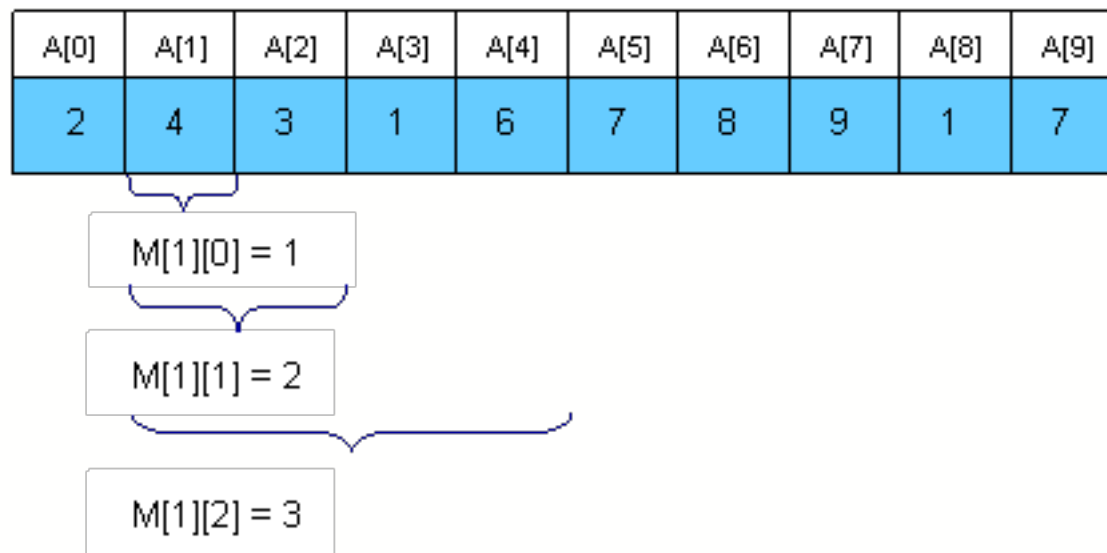 A[0] A[1] A[2] A[3] A[4] A[5] A[6] A[7] A[8] A[9]
2 4 3 1 6 7 8 9 1 7
M[1][0] = 1
M[1][1] = 2
M[1][2] = 3